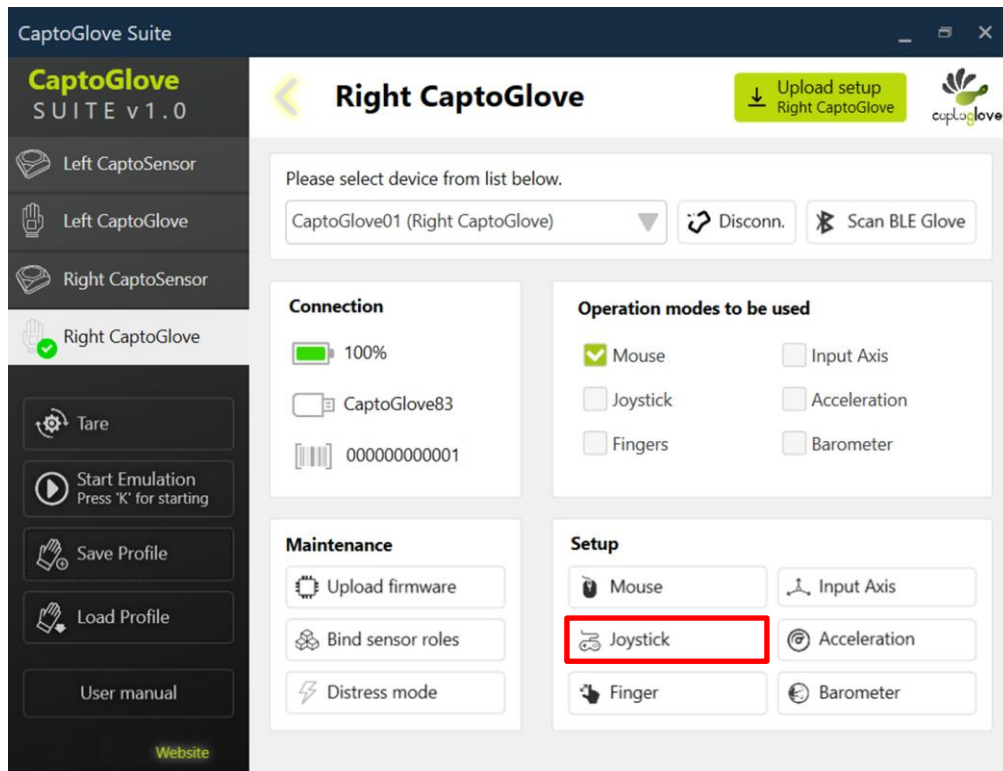 CaptoGlove Suite
CaptoGlove
SUITE v1.0
Left CaptoSensor
Left CaptoGlove
Right CaptoSensor
Right CaptoGlove
Tare
Start Emulation
Press 'K' for starting
Save Profile
Load Profile
User manual
Website
Right CaptoGlove
Upload setup
Right CaptoGlove
captoglove
Please select device from list below.
CaptoGlove01 (Right CaptoGlove)
Disconn.
Scan BLE Glove
Connection
100%
CaptoGlove83
000000000001
Operation modes to be used
Mouse
Input Axis
Joystick
Acceleration
Fingers
Barometer
Maintenance
Upload firmware
Bind sensor roles
Distress mode
Setup
Mouse
Input Axis
Joystick
Acceleration
Finger
Barometer